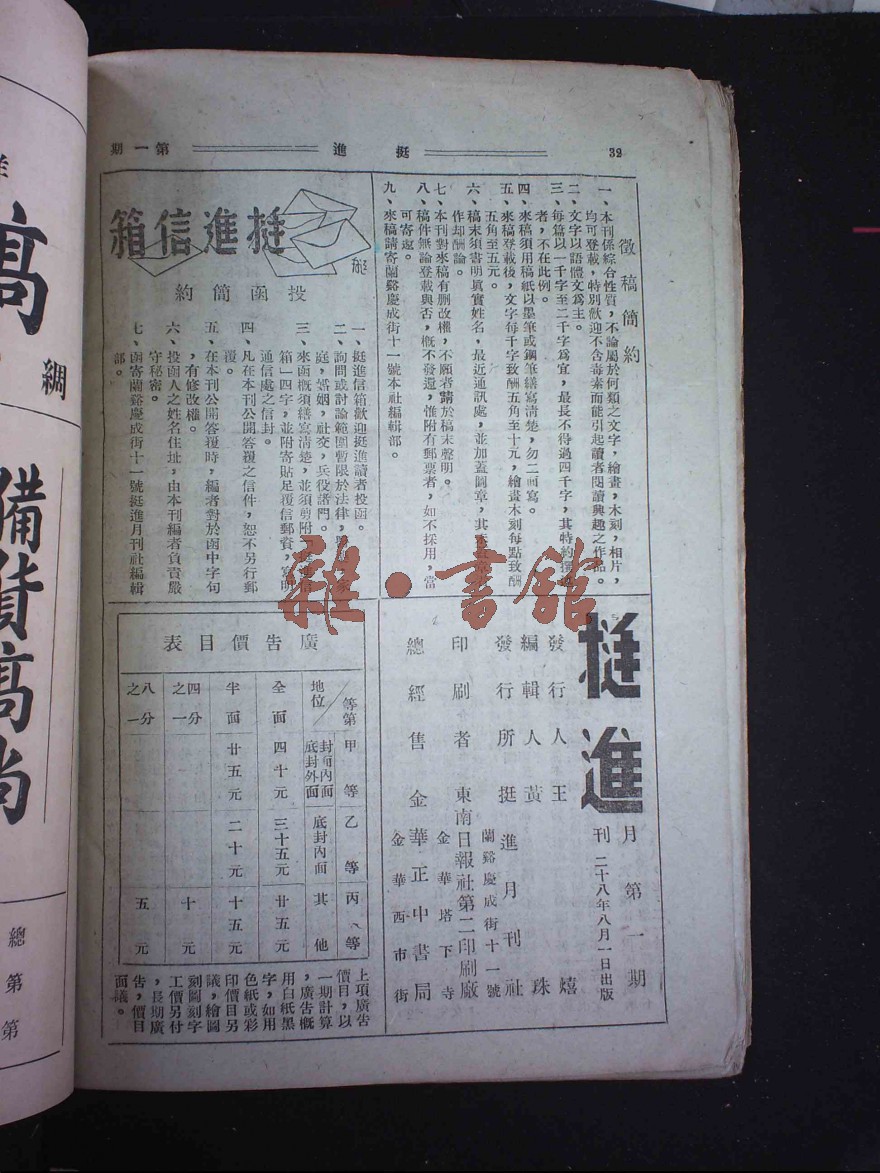 32
挺進
第一期
徵稿簡約
一、本刊係綜合性質，不論屬於何類之文字，繪畫，木刻，相片，
均可登載，特別歡迎不含毒素而能引起讀者閱讀興趣之作品。
二、文字以語體文為主。
三、每篇以一千字至二千字為宜，最長不得過四千字，其特約撰
者，不在此例。
四、來稿須用稿紙以墨筆或鋼筆繕寫清楚，勿二面寫。
五、來稿登載後，文字每千字致酬五角至十元，繪畫木刻每點致酬
五角至五元。
六、稿末須書明真實姓名，最近通訊處，並加蓋圖章，其
作却酬論。
七、本刊對來稿有删改權，不願者請於稿末聲明。
八、稿件無論登載與否，概不發還，惟附有郵票者，如不採用，當
可寄還。
九、來稿請寄蘭谿慶成街十一號本社編輯部。
挺進信箱
投函簡約
一、挺進信箱歡迎挺進讀者投函。
二、詢問或討論範圍暫限於法律，家
庭，婚姻，社交，兵役諸門。
三、來函概須繕寫清楚，並須剪附信
箱」四字，並附寄貼足覆信郵資，寫明
通信處之信封。
四、凡在本刊公開答覆之信件，恕不另行郵
覆。
五、在本刊公開答覆時，編者對於函中字句
，有修改權。
六、投函人之姓名住址，由本刊編者負責嚴
守秘密。
七、函寄蘭谿慶成街十一號挺進月刊社編輯
部。
挺進
月刊 第一期
二十八年八月一日出版
發行人 王熺
編輯人 黃珠
發行所 挺進月刊社
蘭谿慶成街十一號
印刷者 東南日報社第二印刷廠
金華塔下寺
總經售 金華正中書局
金華西市街
廣告價目表
等第 地位 全面 半面 四分之一 八分之一
甲等 封面內面 底封外面 四十元 廿五元
乙等 底封內面 三十五元 二十元
丙等 其他 廿五元 十五元 十元 五元
上項廣告
價目，以
一期計算
，廣告概
用白紙黑
字，如用
色紙或彩
印價目另
議，繪圖
刻圖刻字
工價另付
，長期廣
告，價目
面議。
雜·書館
高
綢
備貨高尚
總
第
第